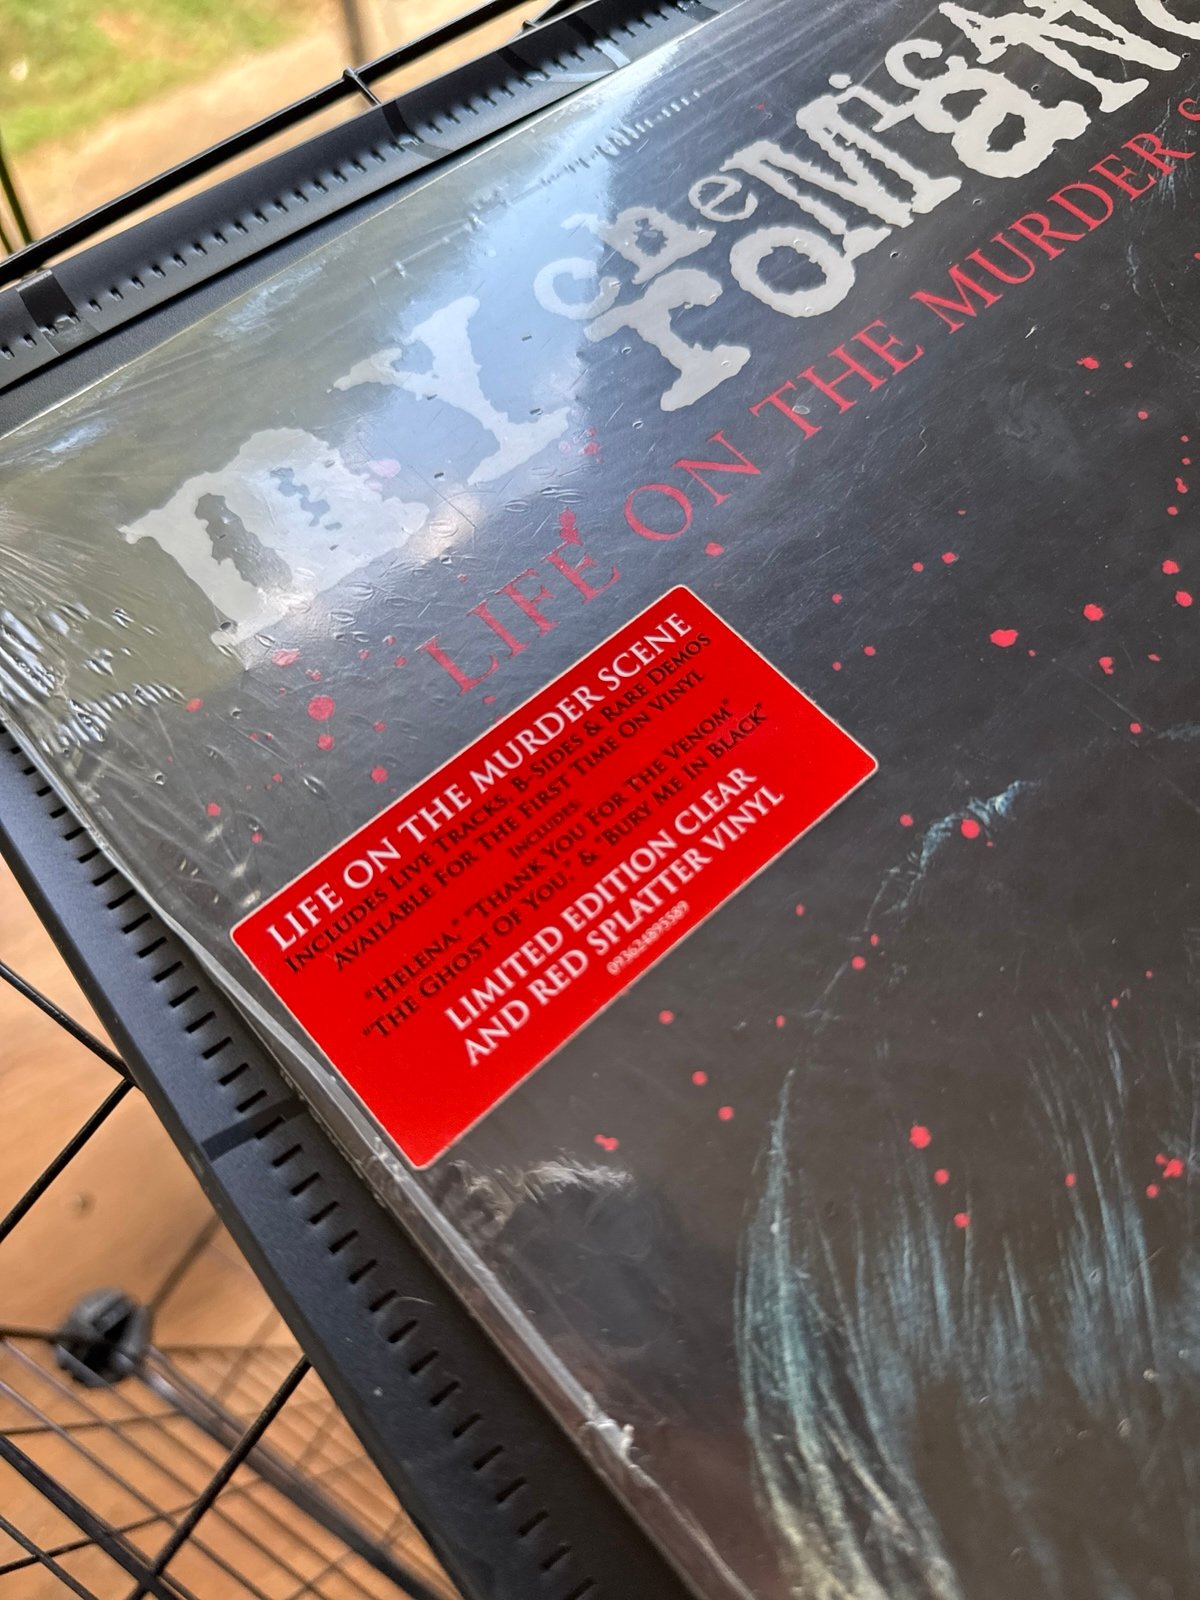 my chemical
romanc
LIFE ON THE MURDER S
LIFE ON THE MURDER SCENE
INCLUDES LIVE TRACKS, B-SIDES & RARE DEMOS
AVAILABLE FOR THE FIRST TIME ON VINYL
INCLUDES:
"HELENA," "THANK YOU FOR THE VENOM"
"THE GHOST OF YOU," & "BURY ME IN BLACK"
LIMITED EDITION CLEAR
AND RED SPLATTER VINYL
093624895589